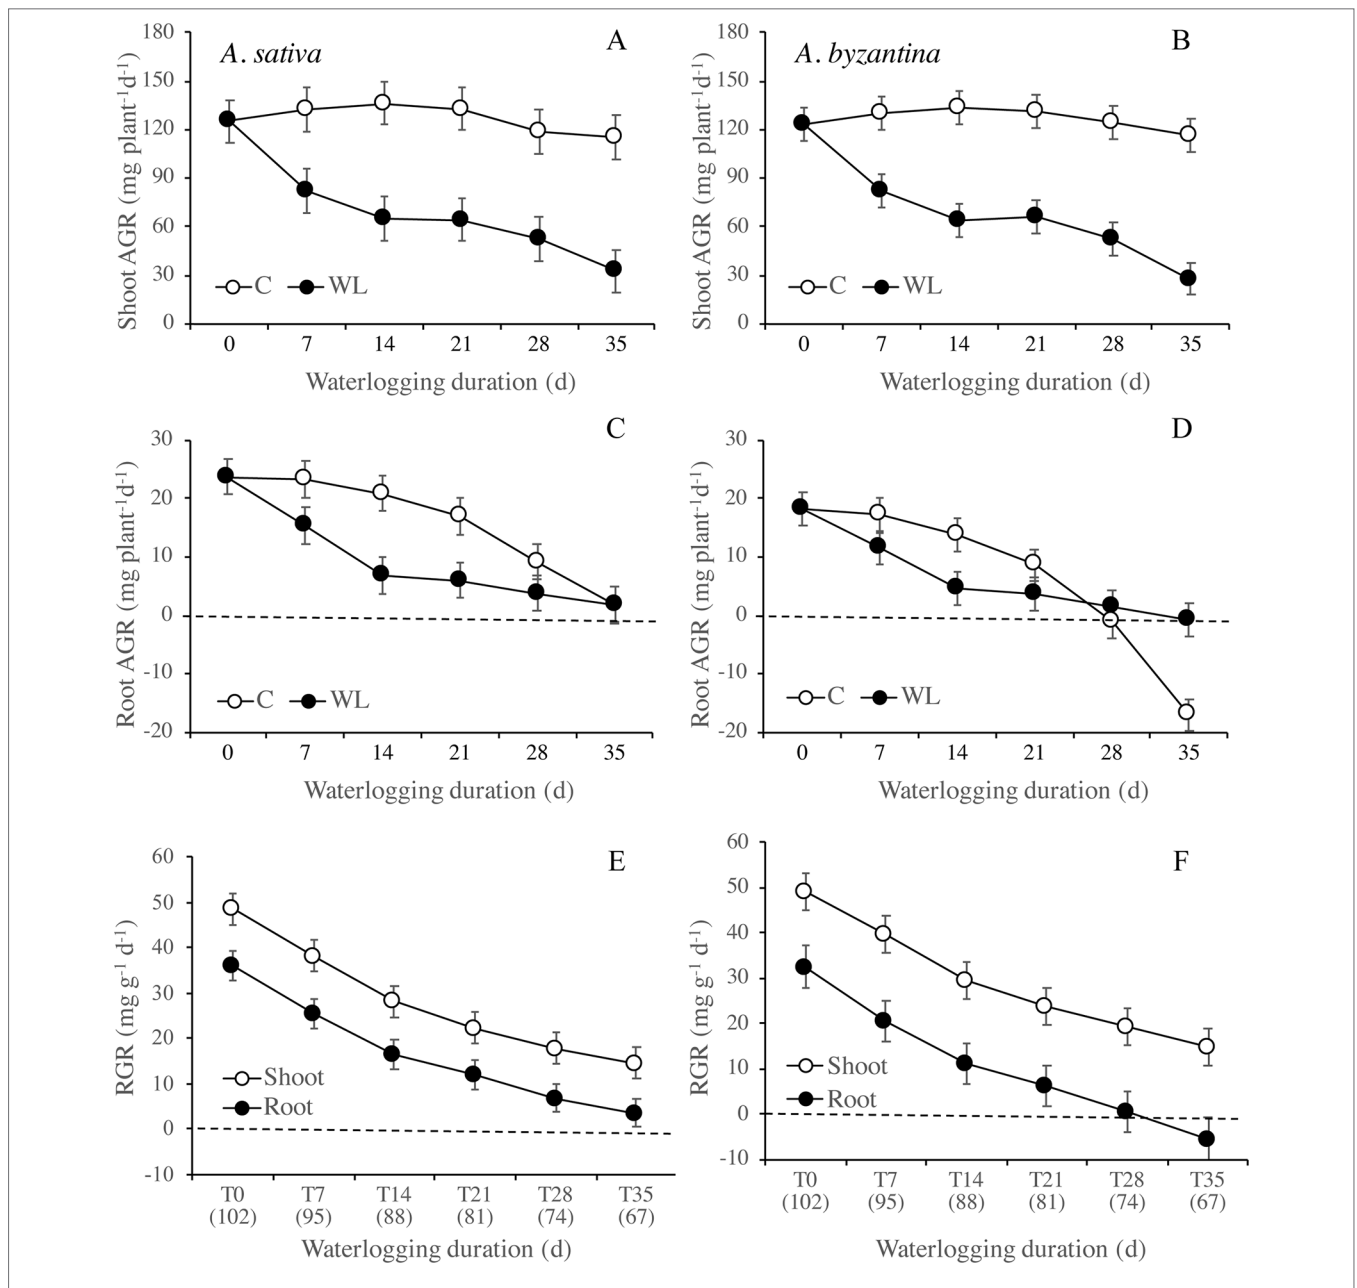 A. sativa
A
Shoot AGR (mg plant⁻¹d⁻¹)
180
150
120
90
60
30
0
C WL
0 7 14 21 28 35
Waterlogging duration (d)
A. byzantina
B
Shoot AGR (mg plant⁻¹d⁻¹)
180
150
120
90
60
30
0
C WL
0 7 14 21 28 35
Waterlogging duration (d)
C
Root AGR (mg plant⁻¹d⁻¹)
30
20
10
0
-10
-20
C WL
0 7 14 21 28 35
Waterlogging duration (d)
D
Root AGR (mg plant⁻¹d⁻¹)
30
20
10
0
-10
-20
C WL
0 7 14 21 28 35
Waterlogging duration (d)
E
RGR (mg g⁻¹ d⁻¹)
60
50
40
30
20
10
0
-10
Shoot
Root
T0 T7 T14 T21 T28 T35
(102) (95) (88) (81) (74) (67)
Waterlogging duration (d)
F
RGR (mg g⁻¹ d⁻¹)
60
50
40
30
20
10
0
-10
Shoot
Root
T0 T7 T14 T21 T28 T35
(102) (95) (88) (81) (74) (67)
Waterlogging duration (d)